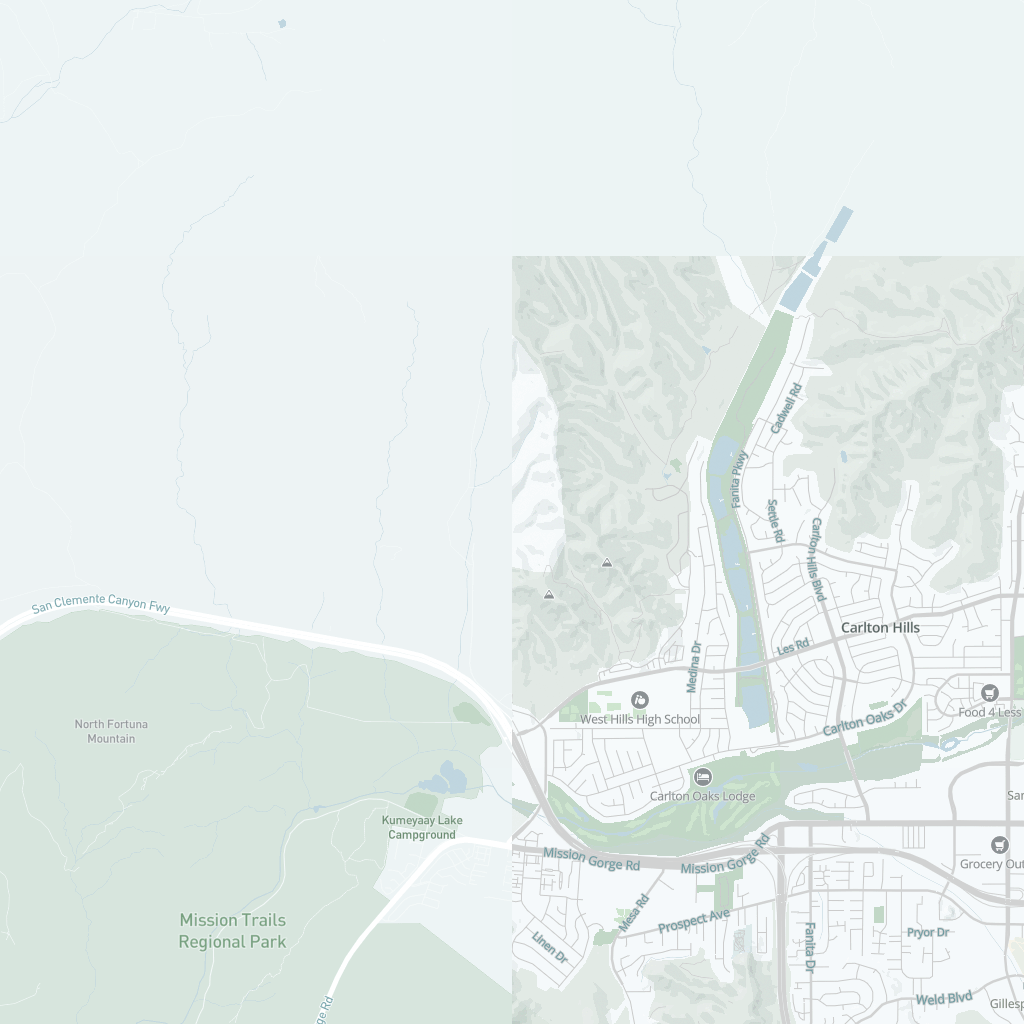 Cadwell Rd
Fanita Pkwy
Settle Rd
Carlton Hills Blvd
San Clemente Canyon Fwy
Carlton Hills
Les Rd
Medina Dr
Food 4 Less
West Hills High School
Carlton Oaks Dr
North Fortuna
Mountain
Carlton Oaks Lodge
San
Kumeyaay Lake
Campground
Mission Gorge Rd
Mission Gorge Rd
Grocery Out
Mesa Rd
Prospect Ave
Mission Trails
Regional Park
Linen Dr
Fanita Dr
Pryor Dr
Weld Blvd
Gillesp
ge Rd